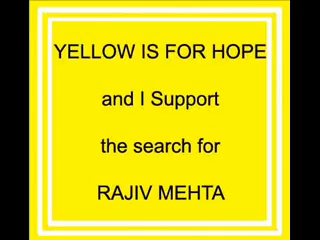 YELLOW IS FOR HOPE
and I Support
the search for
RAJIV MEHTA